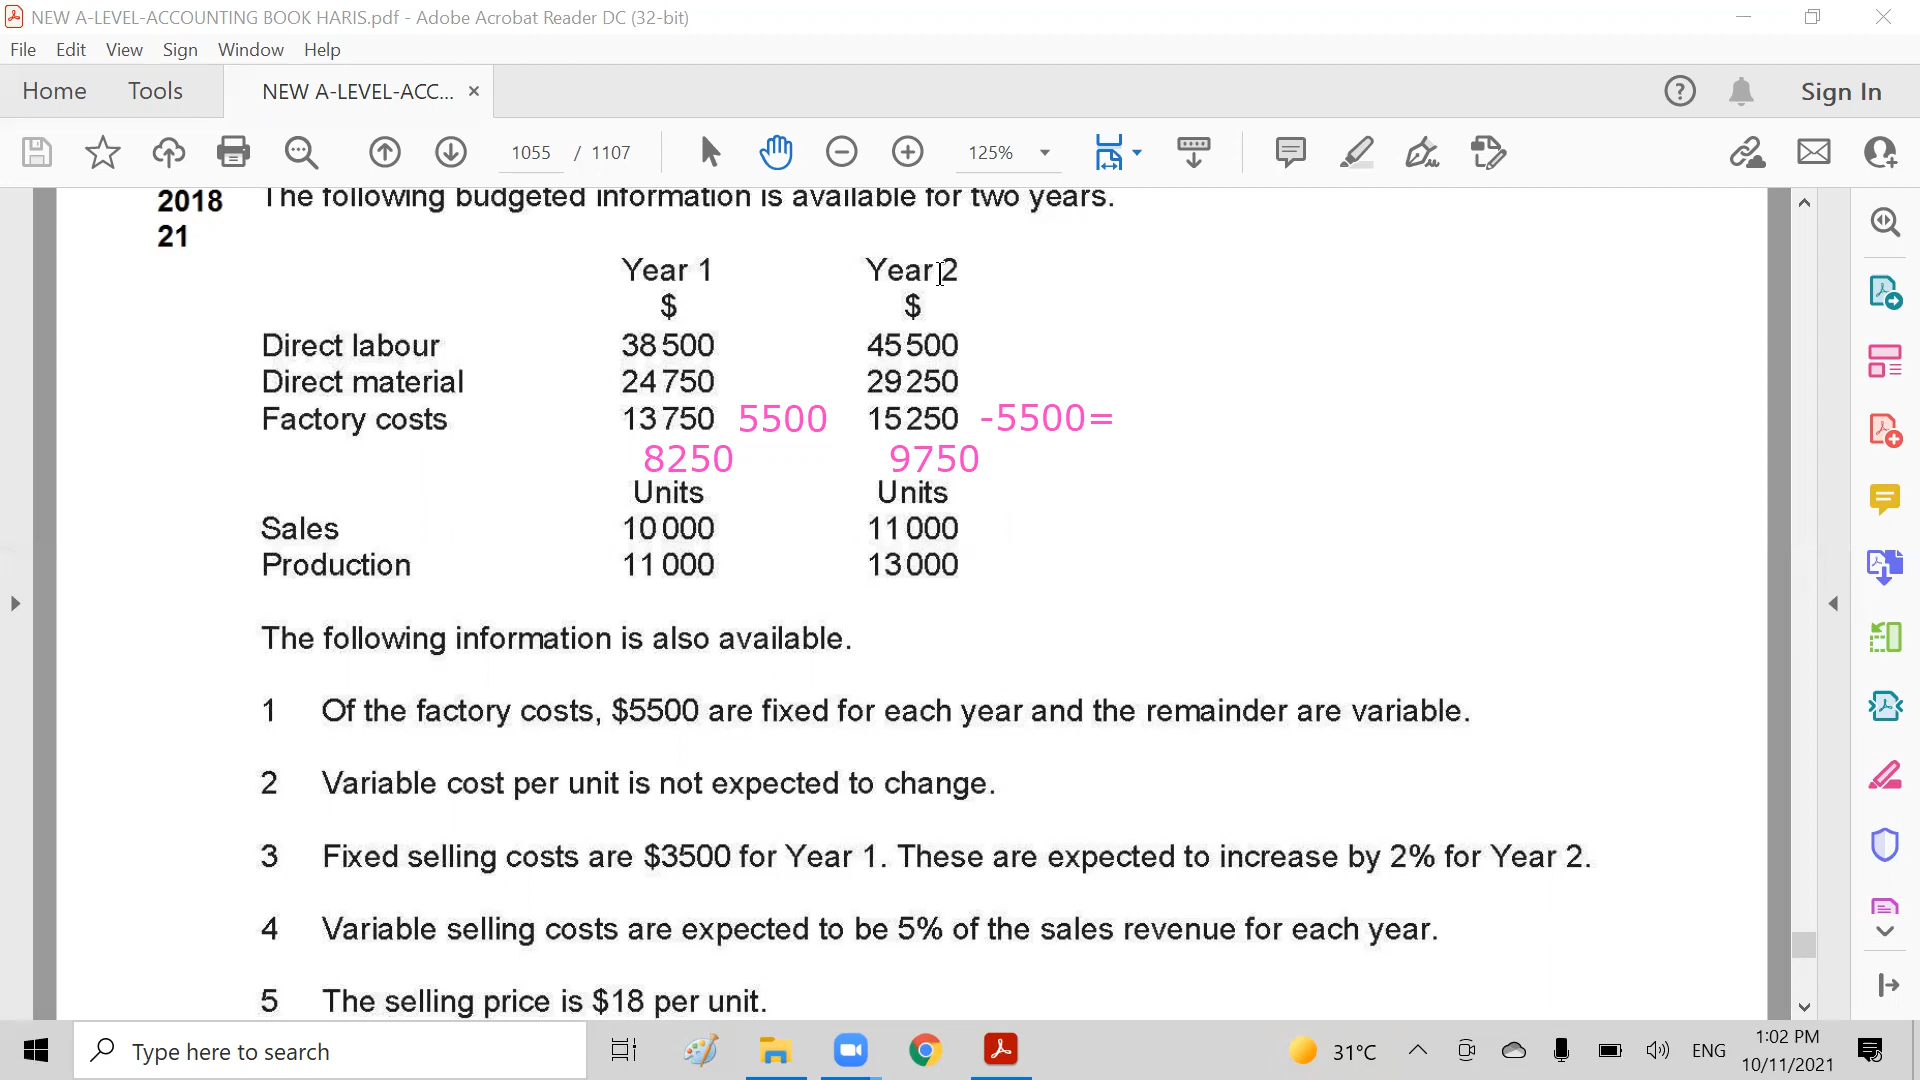 NEW A-LEVEL-ACCOUNTING BOOK HARIS.pdf - Adobe Acrobat Reader DC (32-bit)
File Edit View Sign Window Help
Home Tools NEW A-LEVEL-ACC... × Sign In
1055 / 1107 125%
2018 The following budgeted information is available for two years.
21
Year 1 Year 2
$ $
Direct labour 38 500 45 500
Direct material 24 750 29 250
Factory costs 13 750 5500 15 250 -5500=
8250 9750
Units Units
Sales 10 000 11 000
Production 11 000 13 000
The following information is also available.
1 Of the factory costs, $5500 are fixed for each year and the remainder are variable.
2 Variable cost per unit is not expected to change.
3 Fixed selling costs are $3500 for Year 1. These are expected to increase by 2% for Year 2.
4 Variable selling costs are expected to be 5% of the sales revenue for each year.
5 The selling price is $18 per unit.
Type here to search 31°C ENG 1:02 PM
10/11/2021